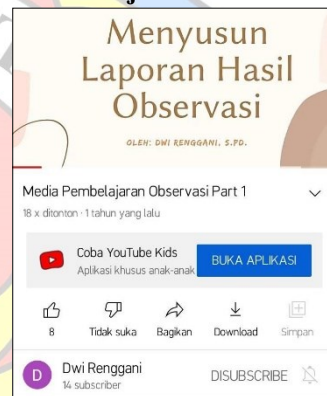 Menyusun
Laporan Hasil
Observasi
OLEH: DWI RENGGANI, S.PD.
Media Pembelajaran Observasi Part 1
18 x ditonton · 1 tahun yang lalu
Coba YouTube Kids
Aplikasi khusus anak-anak
BUKA APLIKASI
8
Tidak suka
Bagikan
Download
Simpan
D
Dwi Renggani
14 subscriber
DISUBSCRIBE